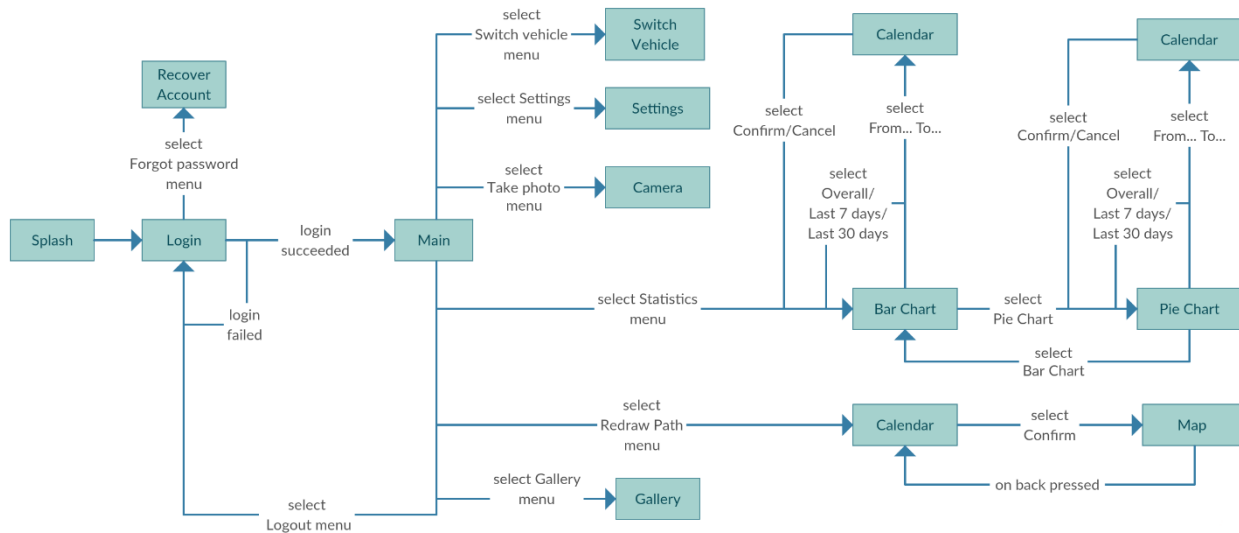 select
Switch vehicle
menu
Switch
Vehicle
Calendar
Calendar
Recover
Account
select Settings
menu
Settings
select
Confirm/Cancel
select
From... To...
select
Confirm/Cancel
select
From... To...
select
Forgot password
menu
select
Take photo
menu
Camera
select
Overall/
Last 7 days/
Last 30 days
select
Overall/
Last 7 days/
Last 30 days
Splash
Login
login
succeeded
Main
login
failed
select Statistics
menu
Bar Chart
select
Pie Chart
Pie Chart
select
Bar Chart
select
Redraw Path
menu
Calendar
select
Confirm
Map
on back pressed
select Gallery
menu
Gallery
select
Logout menu